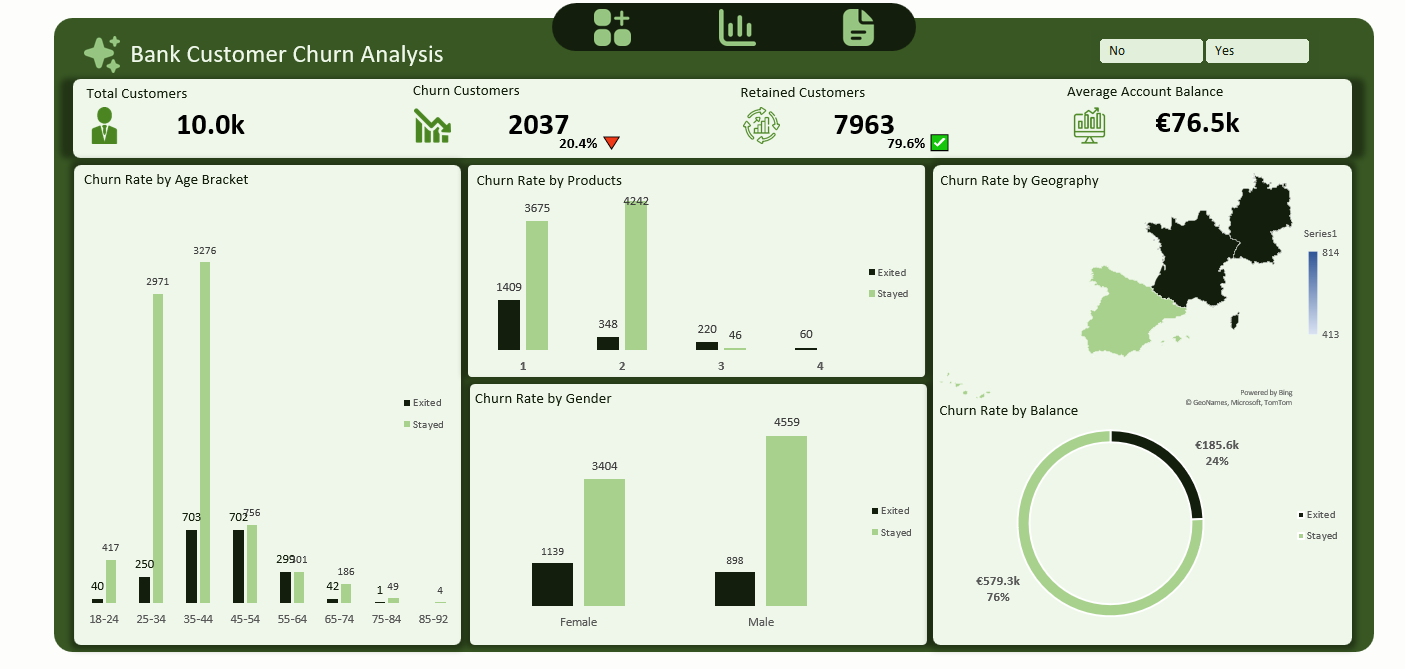 Bank Customer Churn Analysis
No
Yes
Total Customers
10.0k
Churn Customers
2037
20.4%
Retained Customers
7963
79.6%
Average Account Balance
€76.5k
Churn Rate by Age Bracket
3276
2971
703
702
756
417
250
299
301
186
40
42
1
49
4
18-24 25-34 35-44 45-54 55-64 65-74 75-84 85-92
Exited
Stayed
Churn Rate by Products
3675
4242
1409
348
220
46
60
1 2 3 4
Exited
Stayed
Churn Rate by Gender
4559
3404
1139
898
Female Male
Exited
Stayed
Churn Rate by Geography
Series1
814
413
Powered by Bing
© GeoNames, Microsoft, TomTom
Churn Rate by Balance
€185.6k
24%
€579.3k
76%
Exited
Stayed